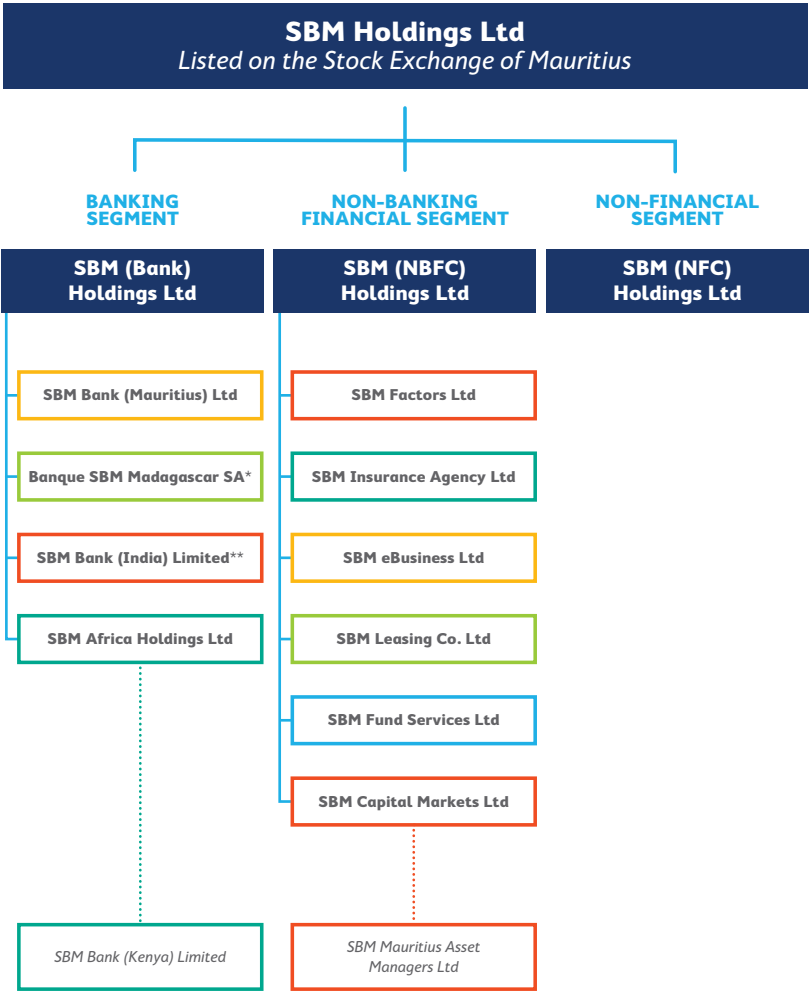 SBM Holdings Ltd
Listed on the Stock Exchange of Mauritius
BANKING
SEGMENT
SBM (Bank)
Holdings Ltd
SBM Bank (Mauritius) Ltd
Banque SBM Madagascar SA*
SBM Bank (India) Limited**
SBM Africa Holdings Ltd
SBM Bank (Kenya) Limited
NON-BANKING
FINANCIAL SEGMENT
SBM (NBFC)
Holdings Ltd
SBM Factors Ltd
SBM Insurance Agency Ltd
SBM eBusiness Ltd
SBM Leasing Co. Ltd
SBM Fund Services Ltd
SBM Capital Markets Ltd
SBM Mauritius Asset
Managers Ltd
NON-FINANCIAL
SEGMENT
SBM (NFC)
Holdings Ltd